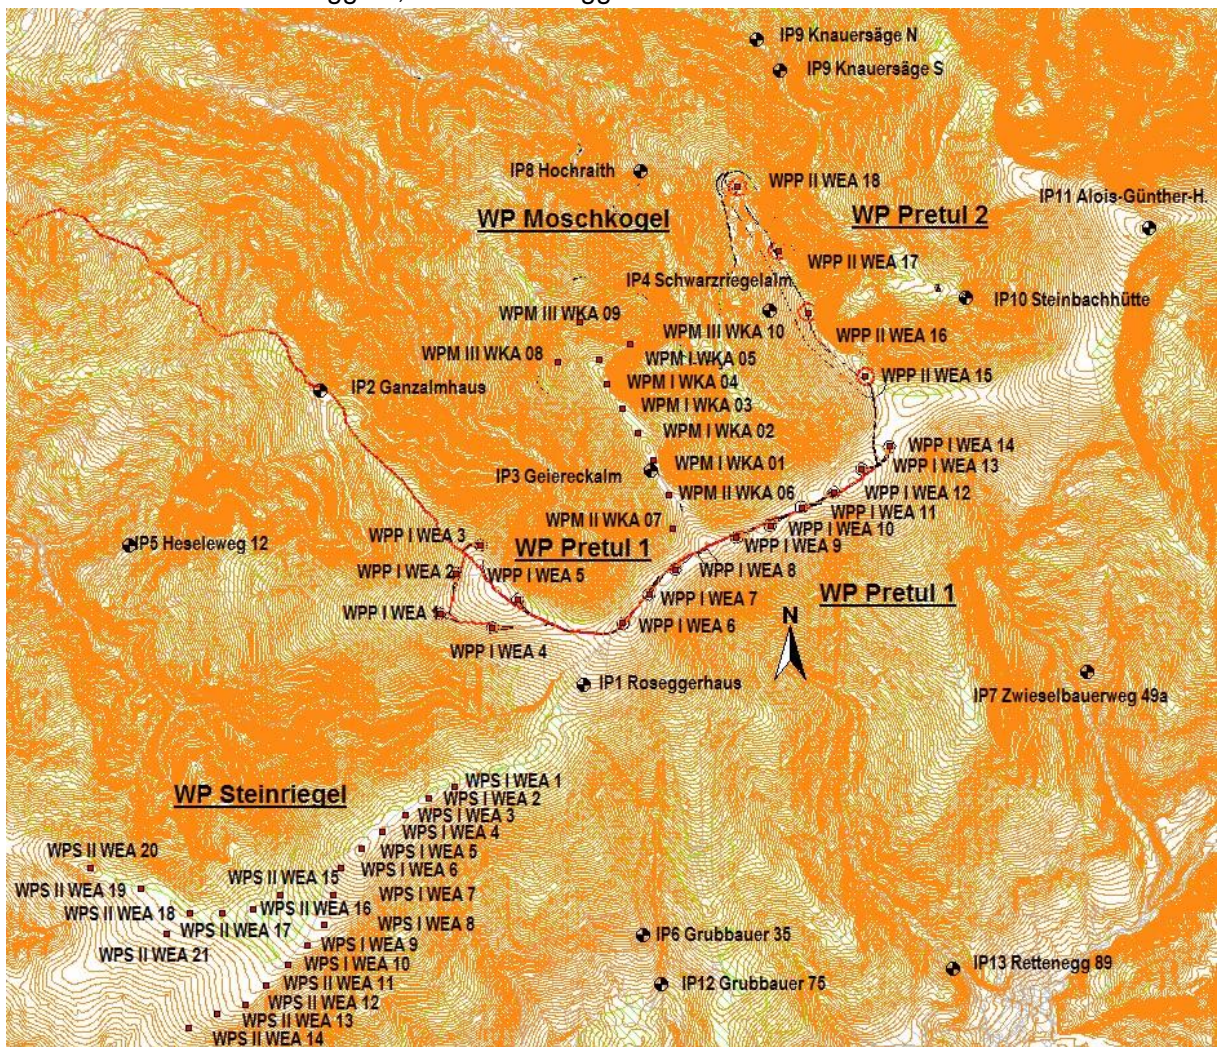 IP9 Knauersäge N
IP9 Knauersäge S
IP8 Hochraith
WPP II WEA 18
IP11 Alois-Günther-H.
WP Moschkogel
WP Pretul 2
WPP II WEA 17
IP4 Schwarzriegelalm
IP10 Steinbachhütte
WPM III WKA 09
WPM III WKA 10
WPP II WEA 16
WPM III WKA 08
WPM I WKA 05
WPP II WEA 15
IP2 Ganzalmhaus
WPM I WKA 04
WPM I WKA 03
WPM I WKA 02
WPP I WEA 14
WPM I WKA 01
WPP I WEA 13
IP3 Geiereckalm
WPM II WKA 06
WPP I WEA 12
WPP I WEA 11
WPM II WKA 07
WPP I WEA 10
WPP I WEA 3
IP5 Heseleweg 12
WP Pretul 1
WPP I WEA 9
WPP I WEA 2
WPP I WEA 5
WPP I WEA 8
WP Pretul 1
WPP I WEA 7
WPP I WEA 1
N
WPP I WEA 6
WPP I WEA 4
IP1 Roseggerhaus
IP7 Zwieselbauerweg 49a
WPS I WEA 1
WP Steinriegel
WPS I WEA 2
WPS I WEA 3
WPS I WEA 4
WPS II WEA 20
WPS I WEA 5
WPS I WEA 6
WPS II WEA 15
WPS II WEA 19
WPS I WEA 7
WPS II WEA 16
WPS II WEA 18
WPS I WEA 8
WPS II WEA 17
IP6 Grubbauer 35
WPS II WEA 21
WPS I WEA 9
WPS I WEA 10
IP13 Rettenegg 89
WPS II WEA 11
IP12 Grubbauer 75
WPS II WEA 12
WPS II WEA 13
WPS II WEA 14